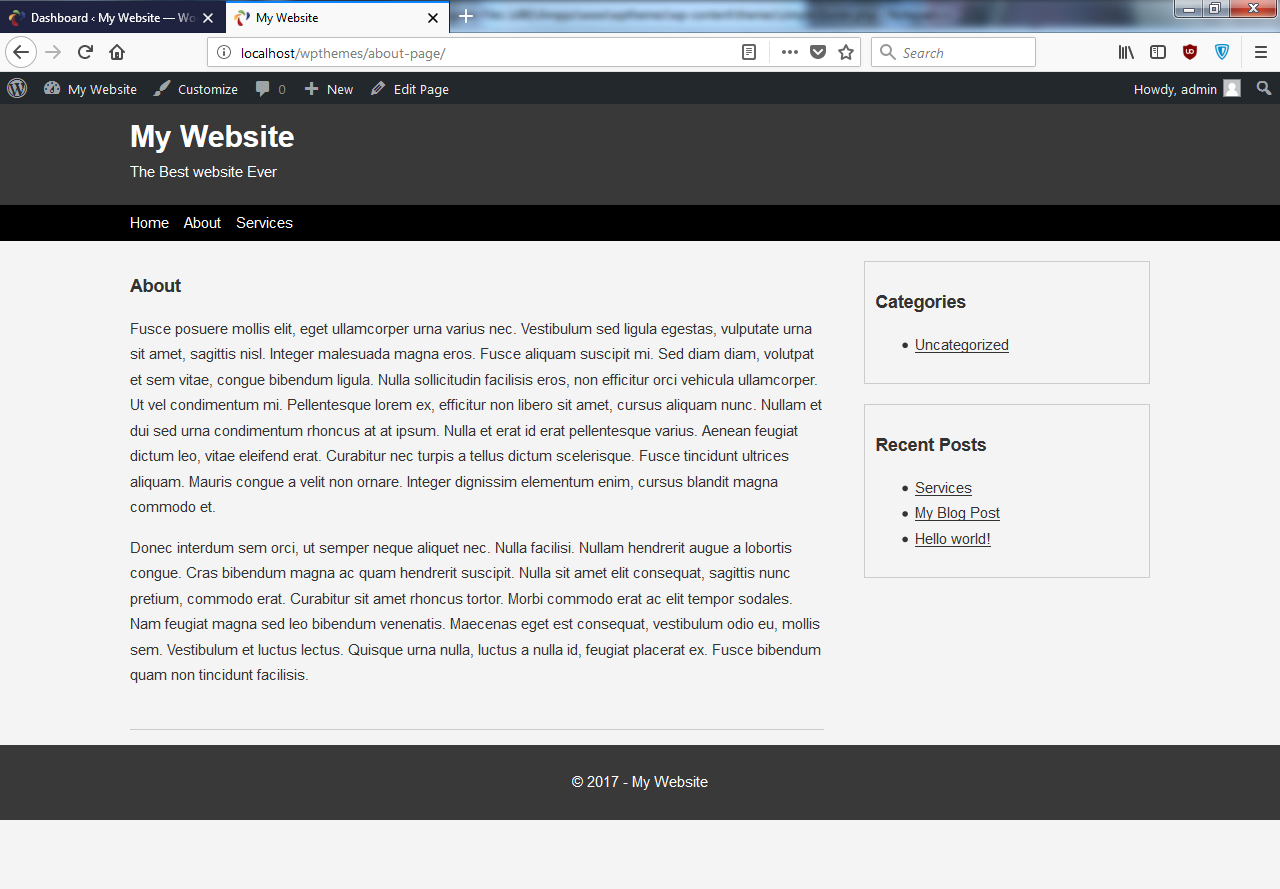 Dashboard ‹ My Website — Wo
My Website
localhost/wpthemes/about-page/
Search
My Website
Customize
0
New
Edit Page
Howdy, admin
My Website
The Best website Ever
Home About Services
About
Fusce posuere mollis elit, eget ullamcorper urna varius nec. Vestibulum sed ligula egestas, vulputate urna
sit amet, sagittis nisl. Integer malesuada magna eros. Fusce aliquam suscipit mi. Sed diam diam, volutpat
et sem vitae, congue bibendum ligula. Nulla sollicitudin facilisis eros, non efficitur orci vehicula ullamcorper.
Ut vel condimentum mi. Pellentesque lorem ex, efficitur non libero sit amet, cursus aliquam nunc. Nullam et
dui sed urna condimentum rhoncus at at ipsum. Nulla et erat id erat pellentesque varius. Aenean feugiat
dictum leo, vitae eleifend erat. Curabitur nec turpis a tellus dictum scelerisque. Fusce tincidunt ultrices
aliquam. Mauris congue a velit non ornare. Integer dignissim elementum enim, cursus blandit magna
commodo et.
Donec interdum sem orci, ut semper neque aliquet nec. Nulla facilisi. Nullam hendrerit augue a lobortis
congue. Cras bibendum magna ac quam hendrerit suscipit. Nulla sit amet elit consequat, sagittis nunc
pretium, commodo erat. Curabitur sit amet rhoncus tortor. Morbi commodo erat ac elit tempor sodales.
Nam feugiat magna sed leo bibendum venenatis. Maecenas eget est consequat, vestibulum odio eu, mollis
sem. Vestibulum et luctus lectus. Quisque urna nulla, luctus a nulla id, feugiat placerat ex. Fusce bibendum
quam non tincidunt facilisis.
Categories
Uncategorized
Recent Posts
Services
My Blog Post
Hello world!
© 2017 - My Website